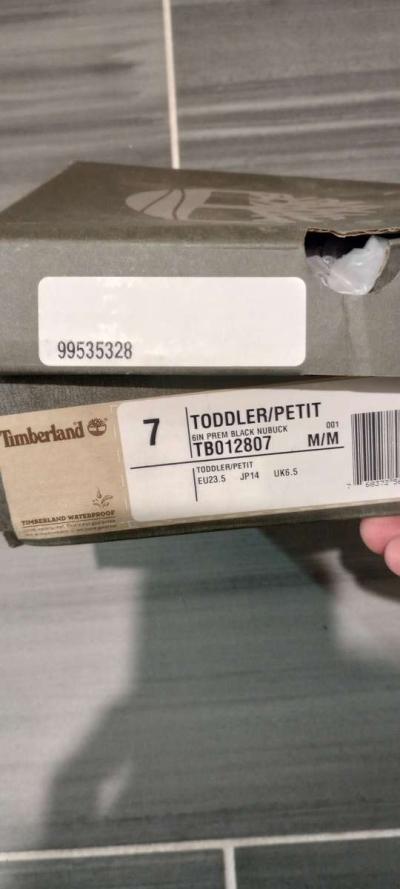 99535328
Timberland
7
TODDLER/PETIT
6IN PREM BLACK NUBUCK 001
TB012807 M/M
TODDLER/PETIT
EU23.5 JP14 UK6.5
TIMBERLAND WATERPROOF